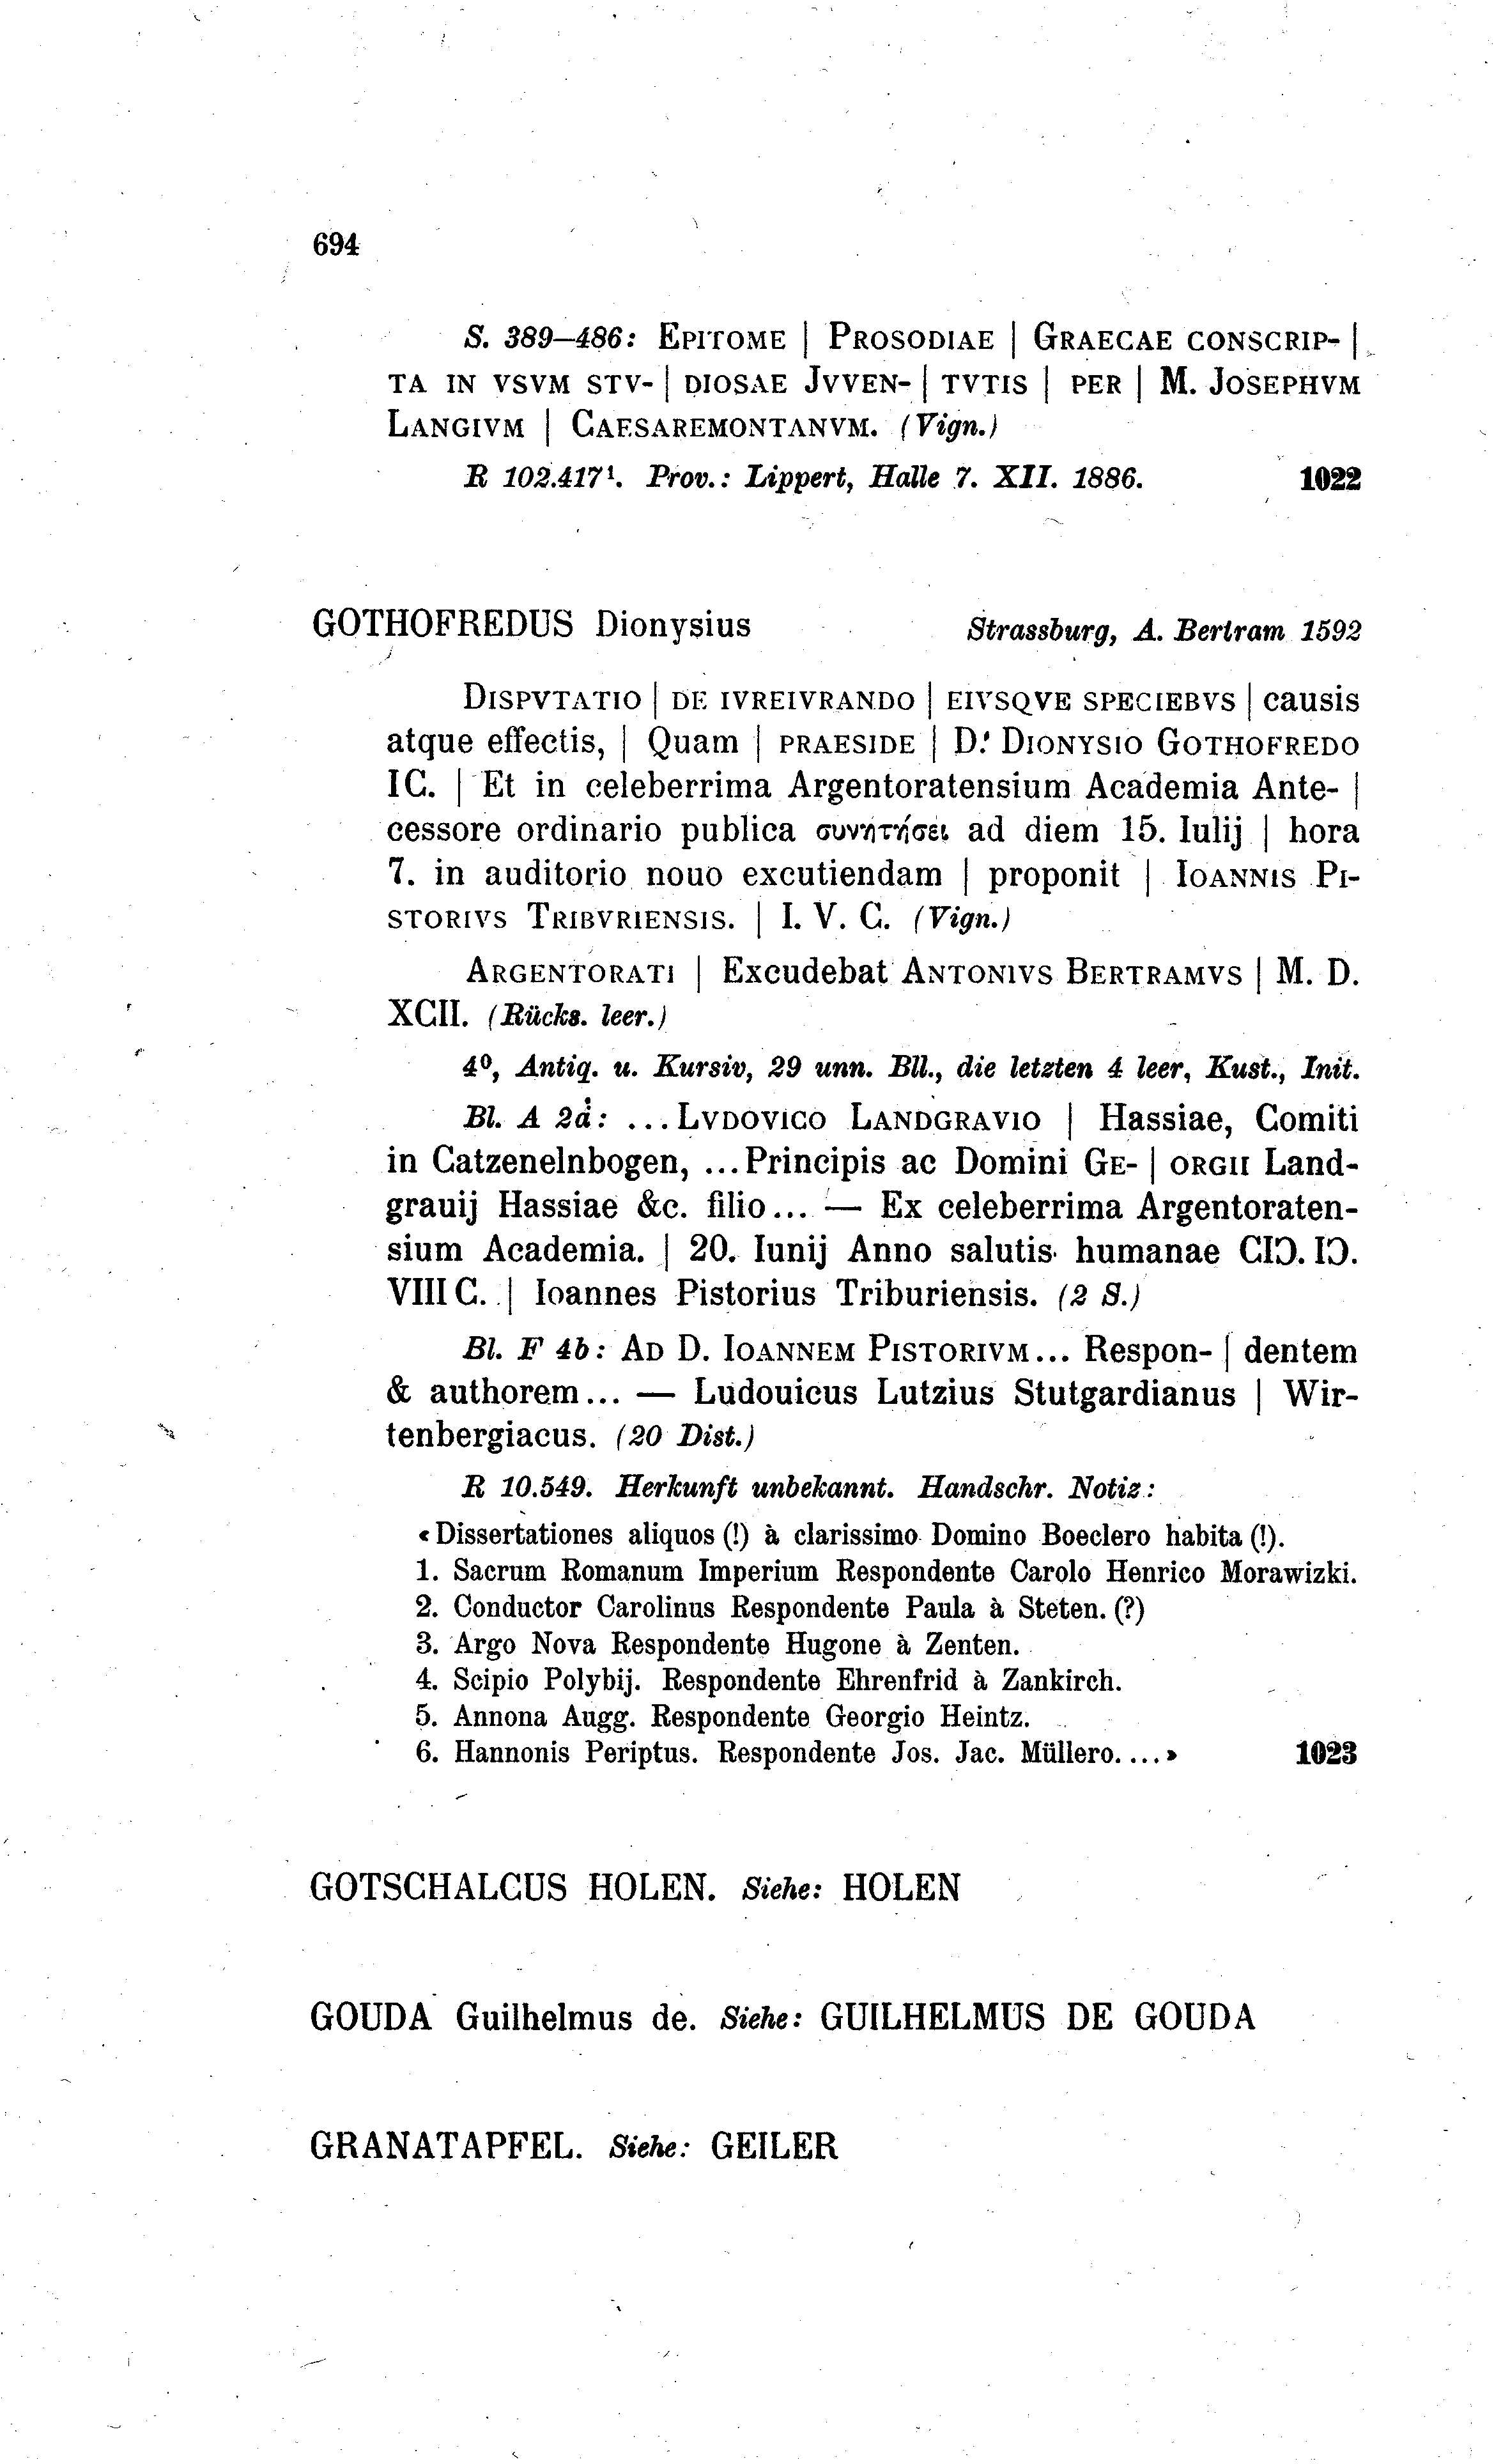 694
S. 389—486: EPITOME | PROSODIAE | GRAECAE CONSCRIP- |
TA IN VSVM STV- | DIOSAE JVVEN- | TVTIS | PER | M. JOSEPHVM
LANGIVM | CAESAREMONTANVM. (Vign.)
R 102.417¹. Prov.: Lippert, Halle 7. XII. 1886. 1022
GOTHOFREDUS Dionysius Strassburg, A. Bertram 1592
DISPVTATIO | DE IVREIVRANDO | EIVSQVE SPECIEBVS | causis
atque effectis, | Quam | PRAESIDE | D. DIONYSIO GOTHOFREDO
IC. | Et in celeberrima Argentoratensium Academia Ante- |
cessore ordinario publica συνητήσει ad diem 15. Iulij | hora
7. in auditorio nouo excutiendam | proponit | IOANNIS PI-
STORIVS TRIBVRIENSIS. | I. V. C. (Vign.)
ARGENTORATI | Excudebat ANTONIVS BERTRAMVS | M. D.
XCII. (Rücks. leer.)
4⁰, Antiq. u. Kursiv, 29 unn. Bll., die letzten 4 leer, Kust., Init.
Bl. A 2a: ... LVDOVICO LANDGRAVIO | Hassiae, Comiti
in Catzenelnbogen, ... Principis ac Domini GE- | ORGII Land-
grauij Hassiae &c. filio ... — Ex celeberrima Argentoraten-
sium Academia. | 20. Iunij Anno salutis humanae CIↃ. IↃ.
VIII C. | Ioannes Pistorius Triburiensis. (2 S.)
Bl. F 4b: AD D. IOANNEM PISTORIVM ... Respon- | dentem
& authorem ... — Ludouicus Lutzius Stutgardianus | Wir-
tenbergiacus. (20 Dist.)
R 10.549. Herkunft unbekannt. Handschr. Notiz:
«Dissertationes aliquos (!) à clarissimo Domino Boeclero habita (!).
1. Sacrum Romanum Imperium Respondente Carolo Henrico Morawizki.
2. Conductor Carolinus Respondente Paula à Steten. (?)
3. Argo Nova Respondente Hugone à Zenten.
4. Scipio Polybij. Respondente Ehrenfrid à Zankirch.
5. Annona Augg. Respondente Georgio Heintz.
6. Hannonis Periptus. Respondente Jos. Jac. Müllero. ...» 1023
GOTSCHALCUS HOLEN. Siehe: HOLEN
GOUDA Guilhelmus de. Siehe: GUILHELMUS DE GOUDA
GRANATAPFEL. Siehe: GEILER